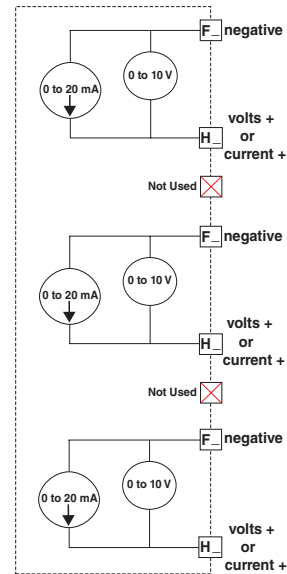 F_ negative
0 to 20 mA
0 to 10 V
H_
volts +
or
current +
Not Used
F_ negative
0 to 20 mA
0 to 10 V
H_
volts +
or
current +
Not Used
F_ negative
0 to 20 mA
0 to 10 V
H_
volts +
or
current +